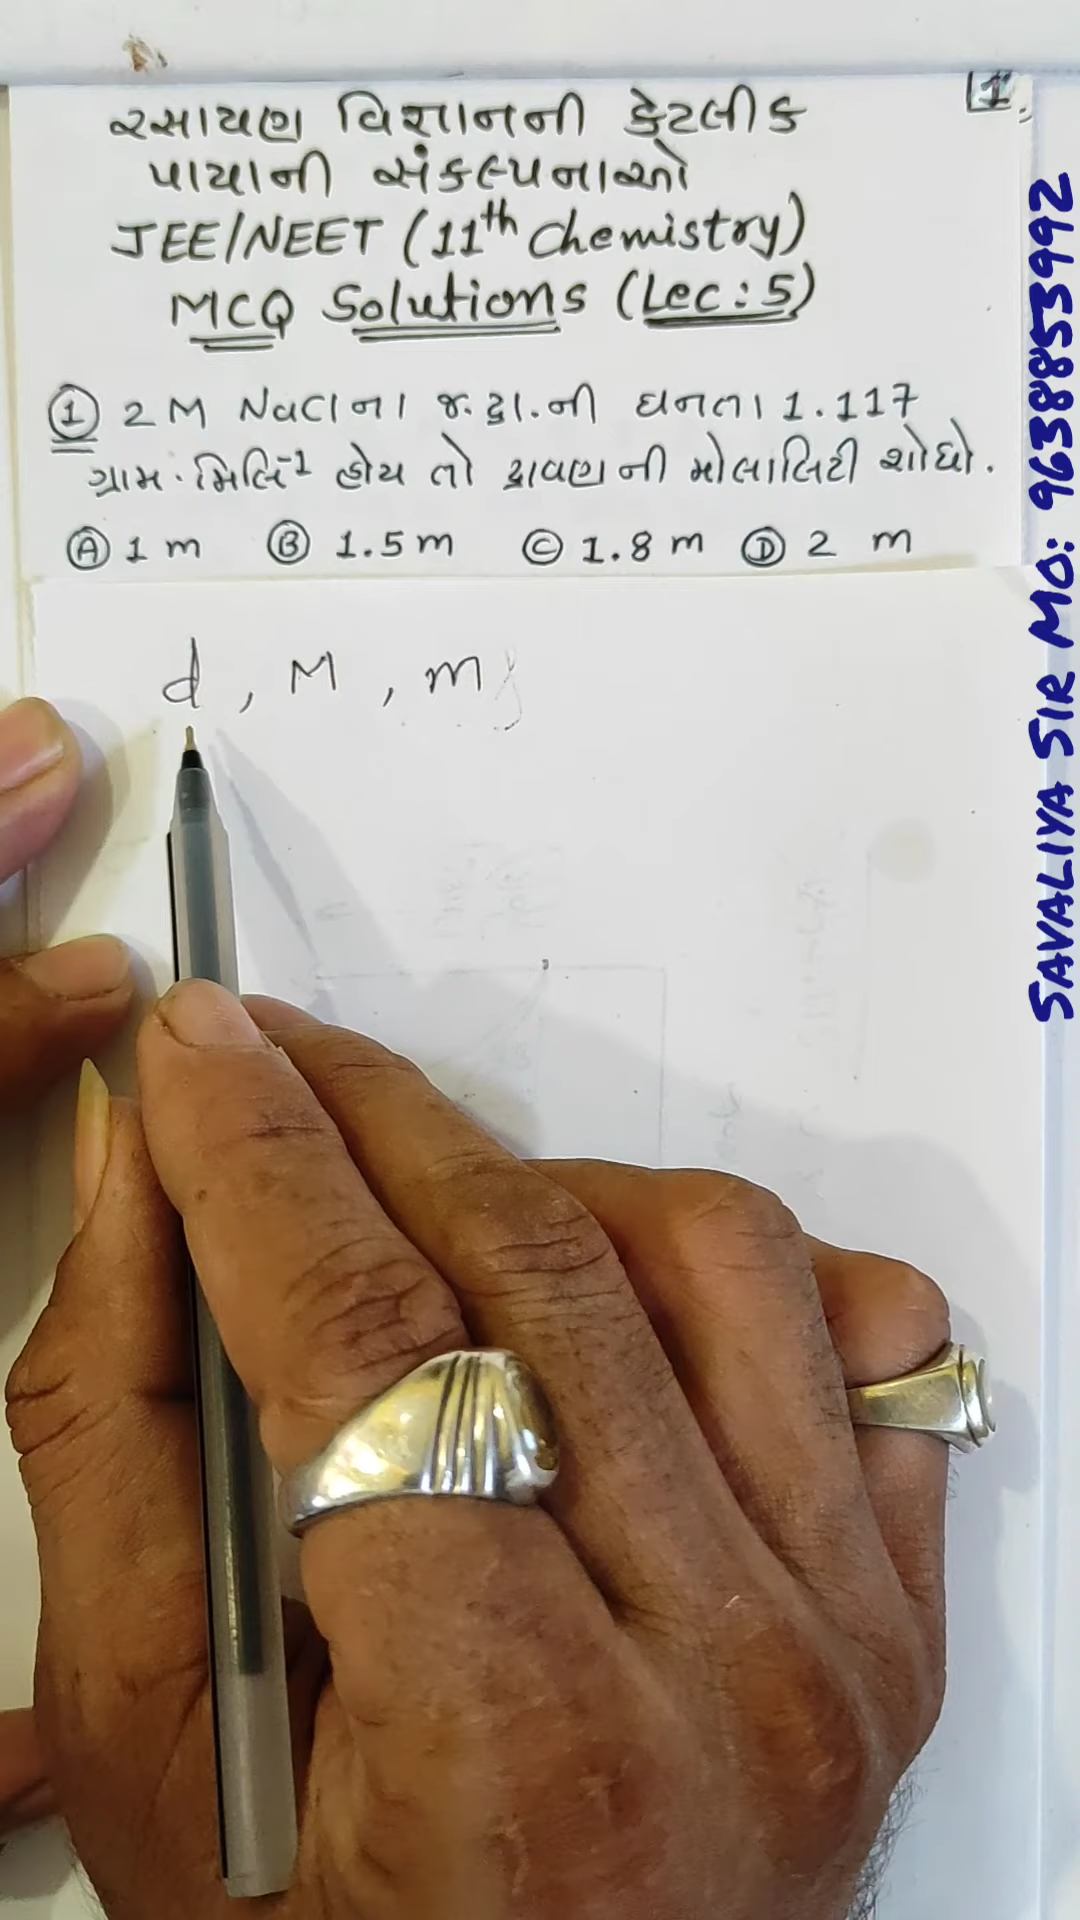 1.
રસાયણ વિજ્ઞાનની કેટલીક
પાયાની સંકલ્પનાઓ
JEE/NEET (11th Chemistry)
MCQ Solutions (Lec:5)
① 2 M NaClના જ.દ્રા.ની ઘનતા 1.117
ગ્રામ.મિલિ-1 હોય તો દ્રાવણની મોલાલિટી શોધો.
Ⓐ 1 m Ⓑ 1.5 m Ⓒ 1.8 m Ⓓ 2 m
d, M, m
SAVALIYA SIR MO: 9638853992